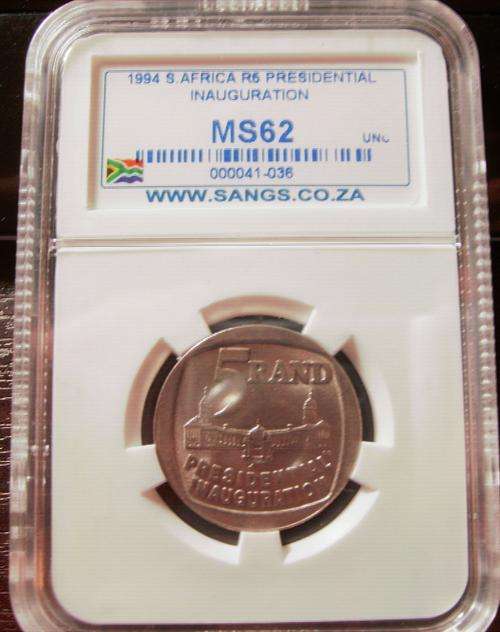 1994 S.AFRICA R5 PRESIDENTIAL
INAUGURATION
MS62
UNC
000041-036
WWW.SANGS.CO.ZA
5 RAND
PRESIDENTIAL
INAUGURATION